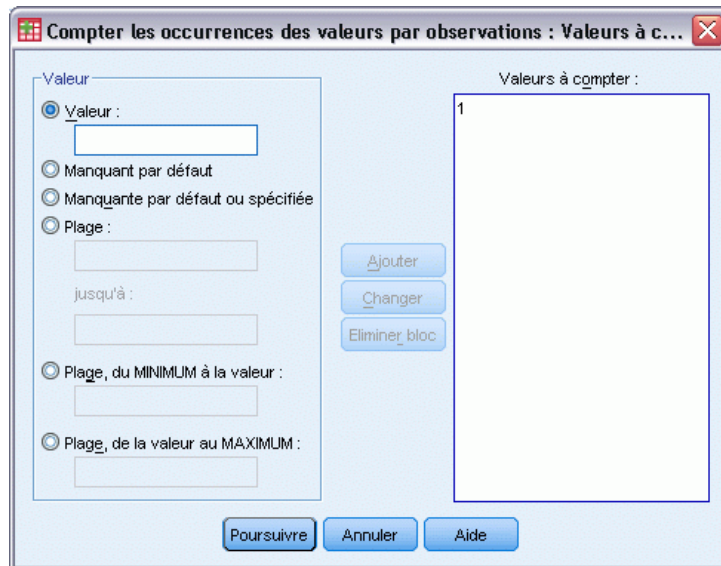 Compter les occurrences des valeurs par observations : Valeurs à c...
Valeur
Valeur :
Manquant par défaut
Manquante par défaut ou spécifiée
Plage :
jusqu'à :
Plage, du MINIMUM à la valeur :
Plage, de la valeur au MAXIMUM :
Ajouter
Changer
Eliminer bloc
Valeurs à compter :
1
Poursuivre
Annuler
Aide